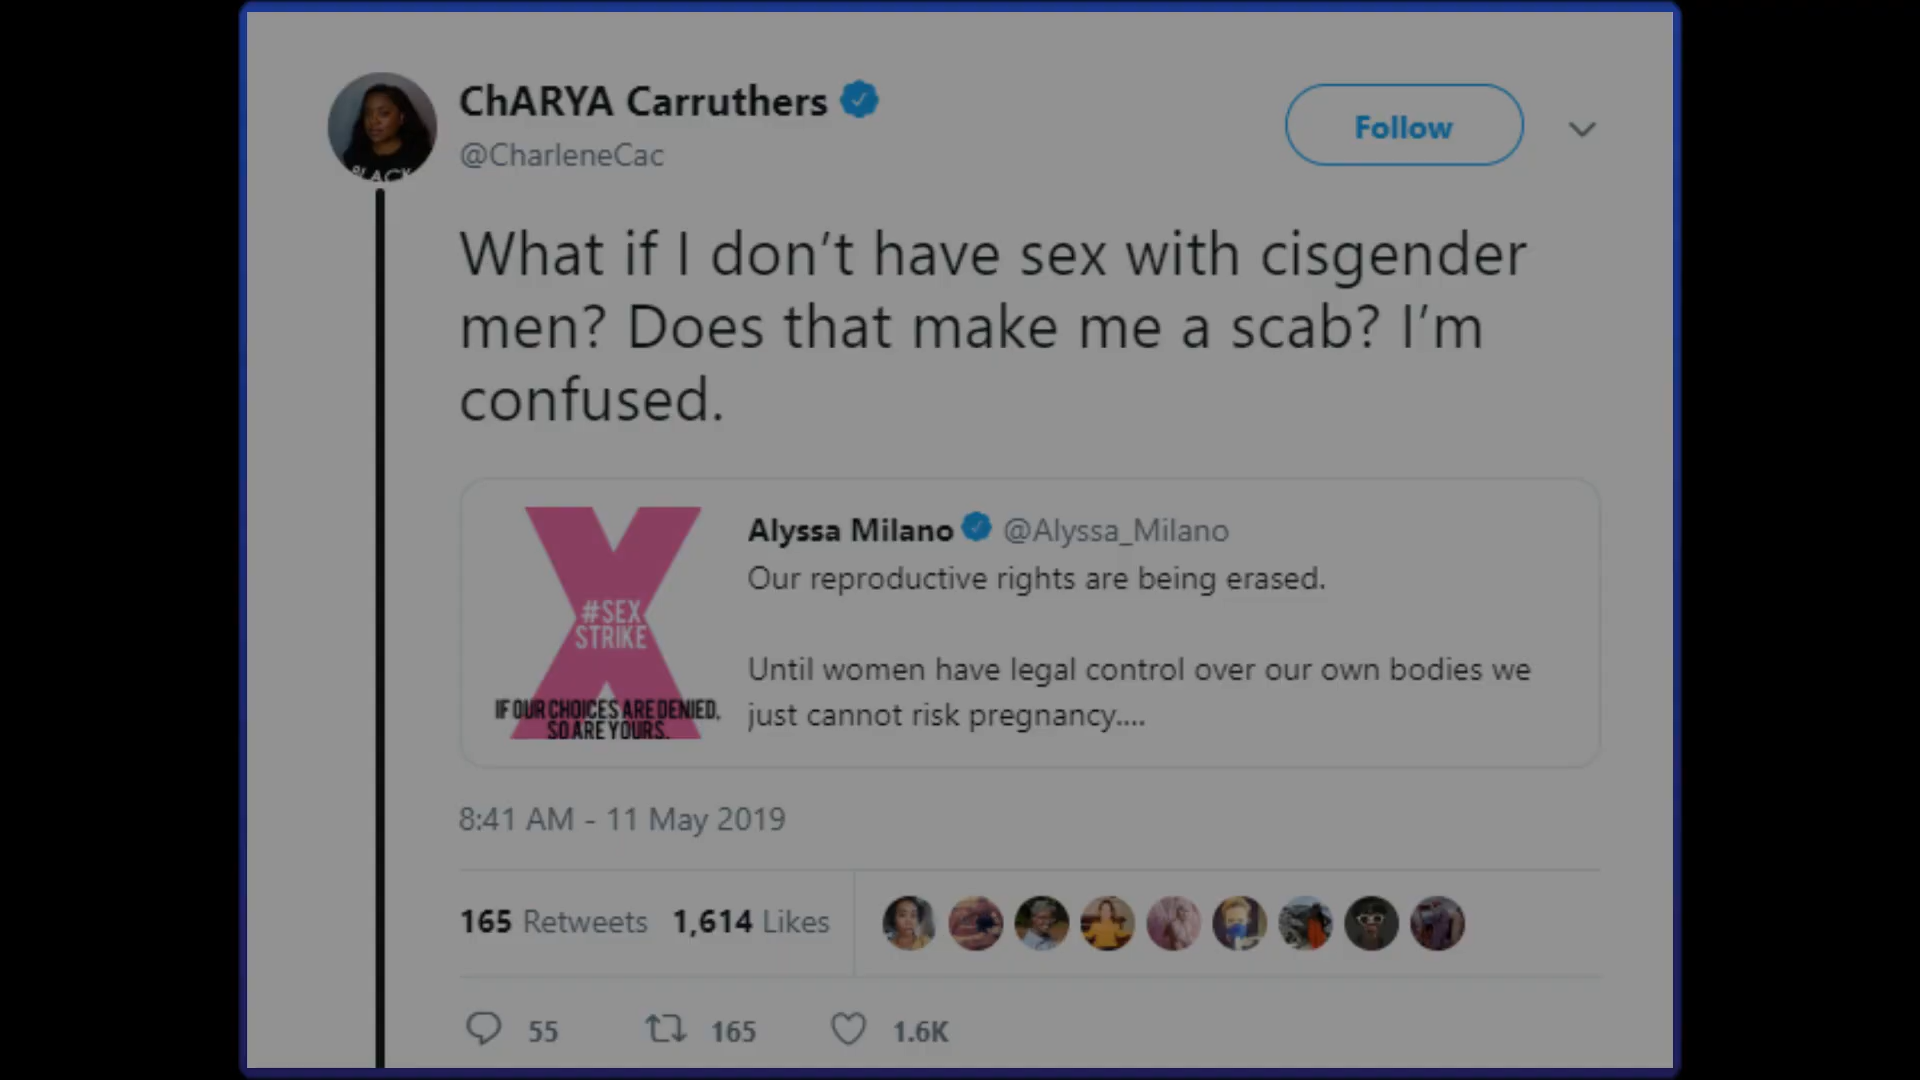 ChARYA Carruthers
@CharleneCac
Follow
BLACK
What if I don't have sex with cisgender
men? Does that make me a scab? I'm
confused.
Alyssa Milano @Alyssa_Milano
Our reproductive rights are being erased.
Until women have legal control over our own bodies we
just cannot risk pregnancy....
#SEX
STRIKE
IF OUR CHOICES ARE DENIED,
SO ARE YOURS.
8:41 AM - 11 May 2019
165 Retweets 1,614 Likes
55 165 1.6K